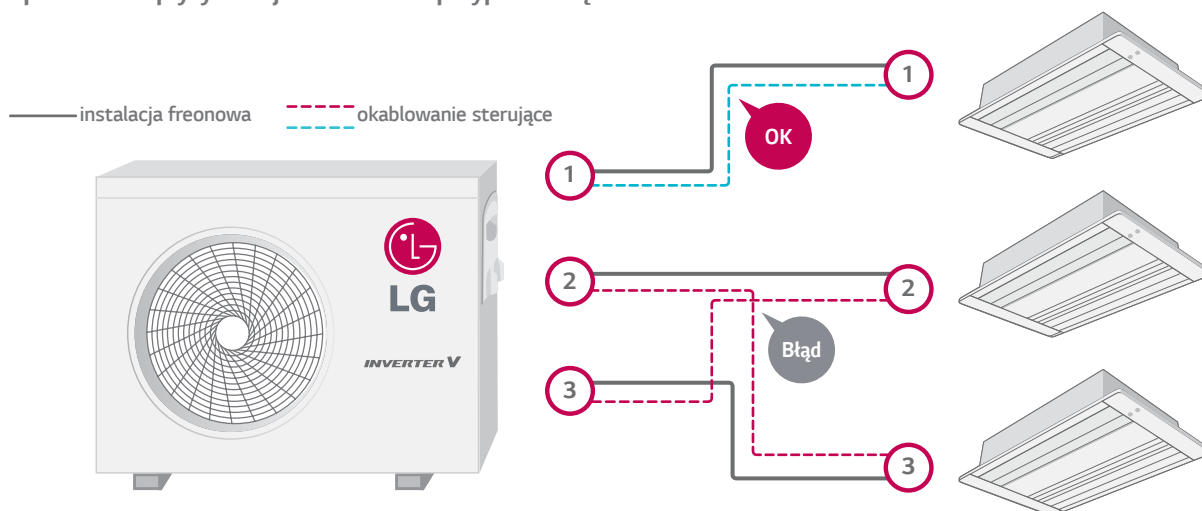 instalacja freonowa
okablowanie sterujące
1
OK
1
LG
INVERTER V
2
2
Błąd
3
3